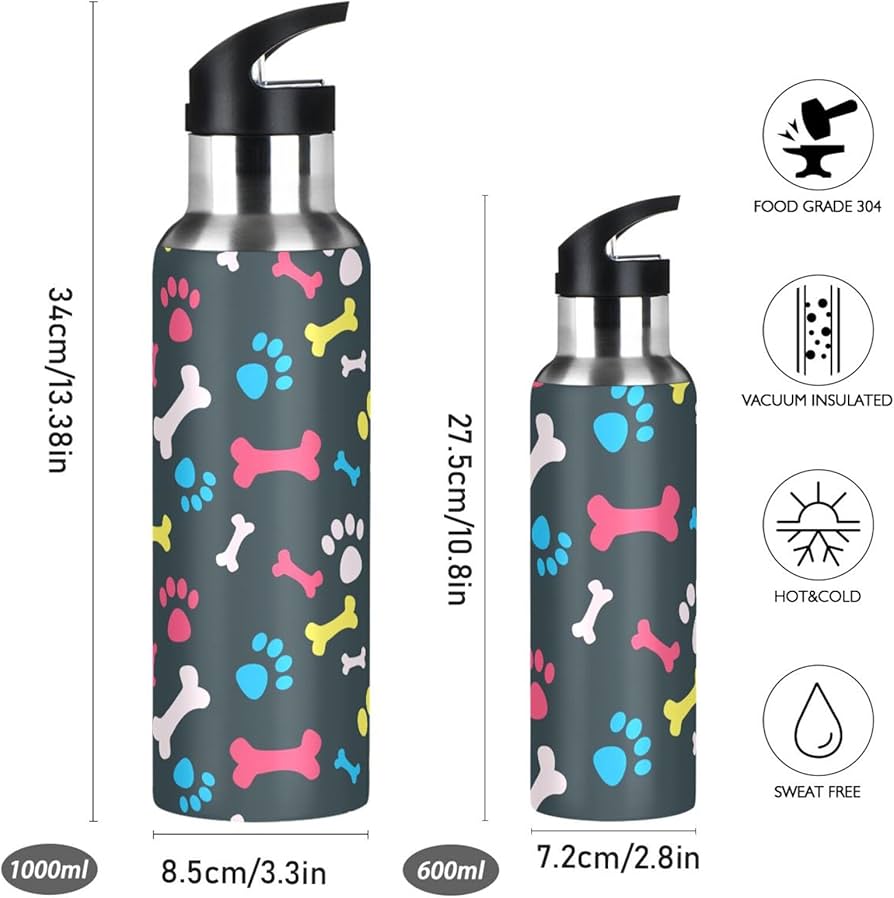 34cm/13.38in
1000ml
8.5cm/3.3in
27.5cm/10.8in
600ml
7.2cm/2.8in
FOOD GRADE 304
VACUUM INSULATED
HOT&COLD
SWEAT FREE